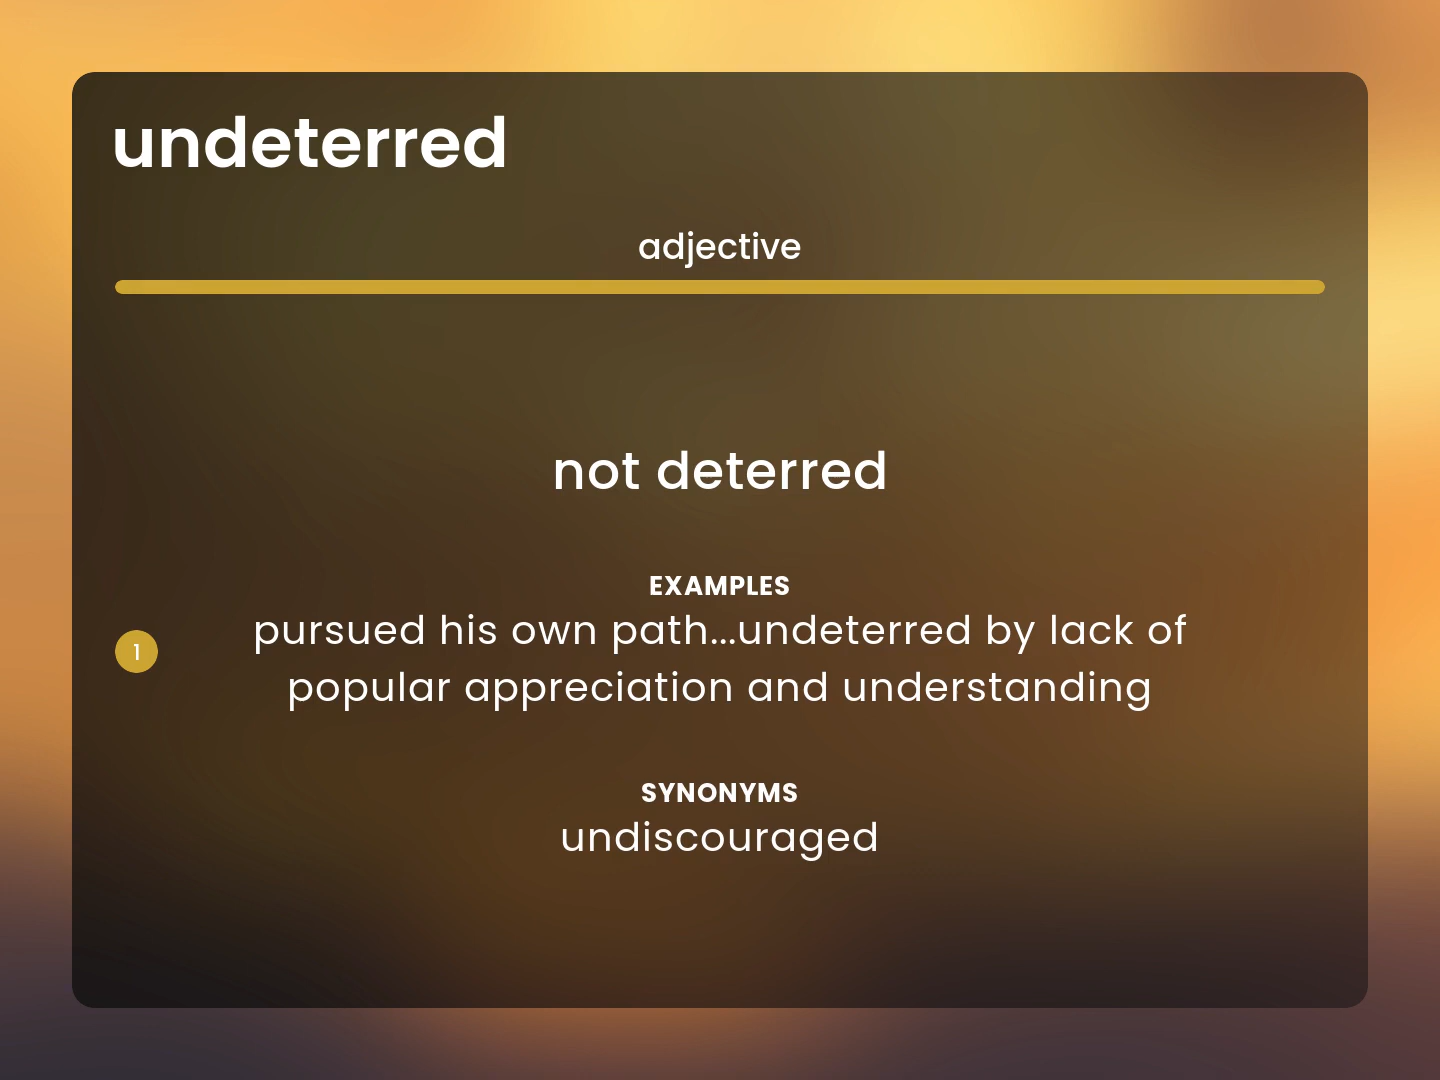 undeterred
adjective
not deterred
EXAMPLES
1
pursued his own path...undeterred by lack of
popular appreciation and understanding
SYNONYMS
undiscouraged